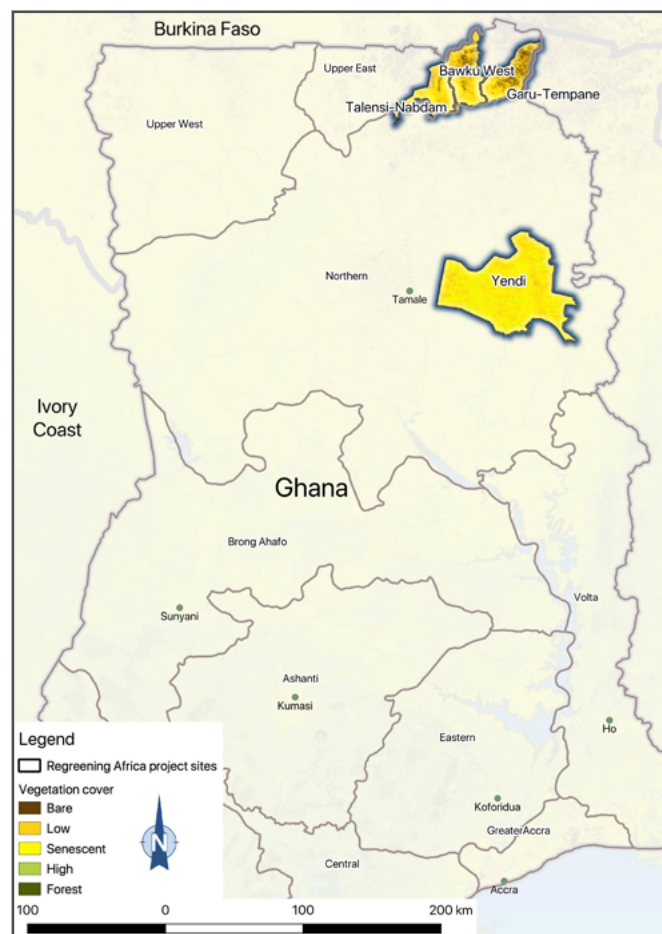 Burkina Faso
Upper East
Bawku West
Garu-Tempane
Talensi-Nabdam
Upper West
Northern
Yendi
Tamale
Ivory
Coast
Ghana
Brong Ahafo
Volta
Sunyani
Ashanti
Kumasi
Eastern
Ho
Koforidua
GreaterAccra
Central
Accra
Legend
Regreening Africa project sites
Vegetation cover
Bare
Low
Senescent
High
Forest
N
100 0 100 200 km